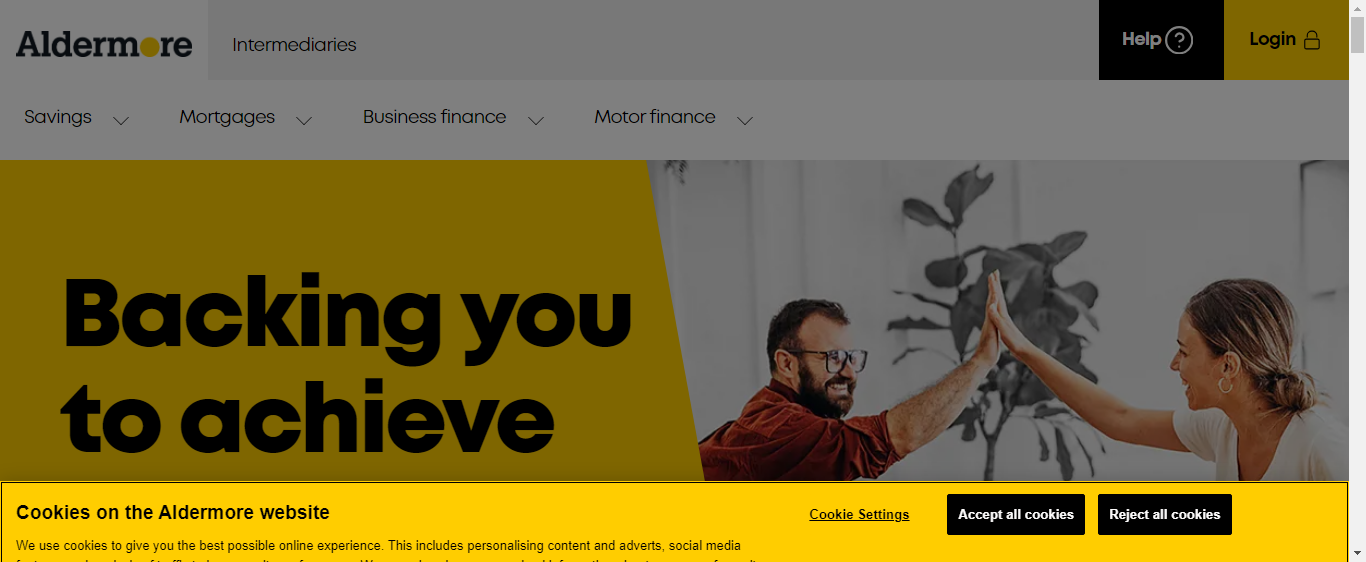 Aldermore
Intermediaries
Help
Login
Savings
Mortgages
Business finance
Motor finance
Backing you
to achieve
Cookies on the Aldermore website
We use cookies to give you the best possible online experience. This includes personalising content and adverts, social media
Cookie Settings
Accept all cookies
Reject all cookies